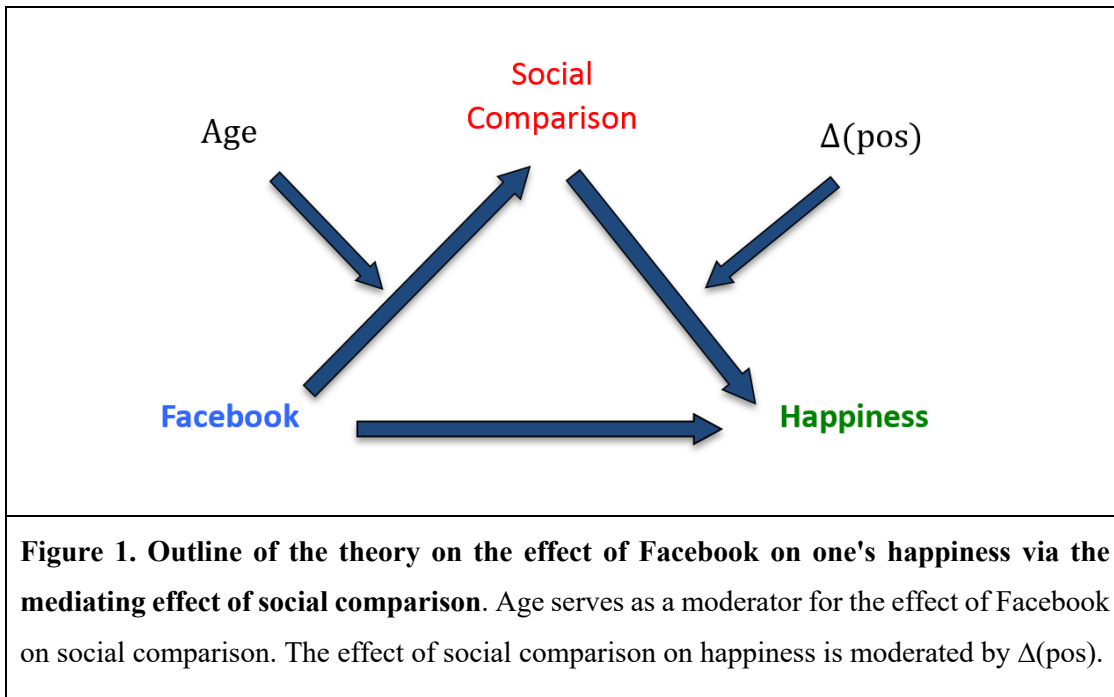 Social
Comparison
Age
Δ(pos)
Facebook
Happiness
Figure 1. Outline of the theory on the effect of Facebook on one's happiness via the
mediating effect of social comparison. Age serves as a moderator for the effect of Facebook
on social comparison. The effect of social comparison on happiness is moderated by Δ(pos).